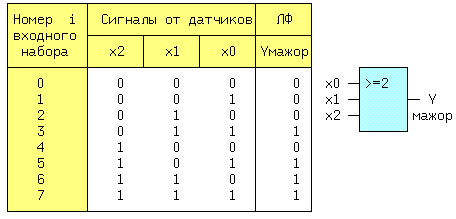 Номер i входного набора Сигналы от датчиков ЛФ
x2 x1 x0 Yмажор
0 0 0 0 0
1 0 0 1 0
2 0 1 0 0
3 0 1 1 1
4 1 0 0 0
5 1 0 1 1
6 1 1 0 1
7 1 1 1 1
x0 >=2
x1 Y
x2 мажор